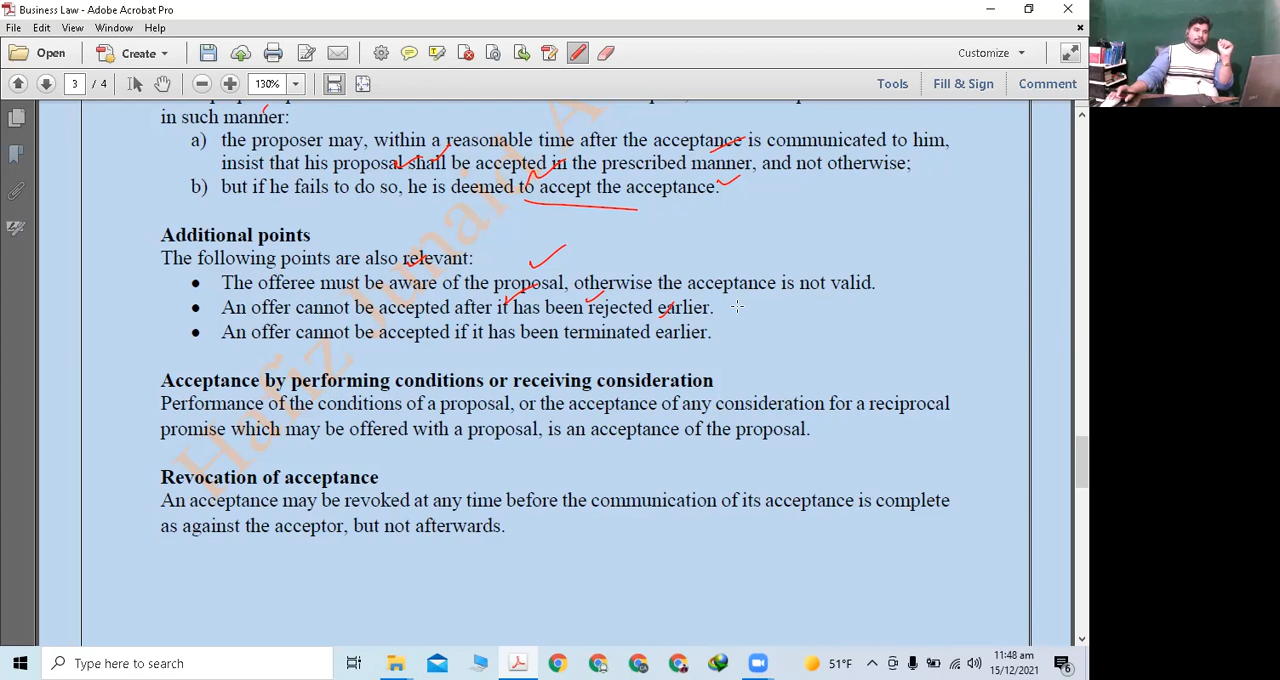 Business Law - Adobe Acrobat Pro
File Edit View Window Help
Open Create Customize
3 / 4 130% Tools Fill & Sign Comment
in such manner:
a) the proposer may, within a reasonable time after the acceptance is communicated to him,
insist that his proposal shall be accepted in the prescribed manner, and not otherwise;
b) but if he fails to do so, he is deemed to accept the acceptance.
Additional points
The following points are also relevant:
• The offeree must be aware of the proposal, otherwise the acceptance is not valid.
• An offer cannot be accepted after it has been rejected earlier.
• An offer cannot be accepted if it has been terminated earlier.
Acceptance by performing conditions or receiving consideration
Performance of the conditions of a proposal, or the acceptance of any consideration for a reciprocal
promise which may be offered with a proposal, is an acceptance of the proposal.
Revocation of acceptance
An acceptance may be revoked at any time before the communication of its acceptance is complete
as against the acceptor, but not afterwards.
Hafiz Junaid A
Type here to search 51°F 11:48 am
15/12/2021 6